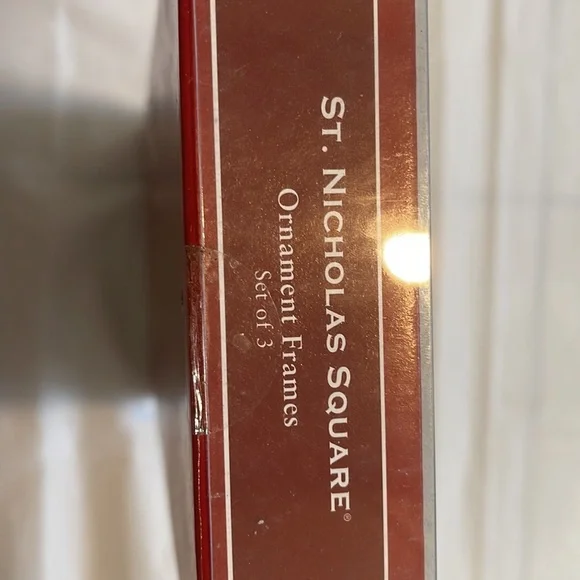 ST. NICHOLAS SQUARE®
Ornament Frames
Set of 3